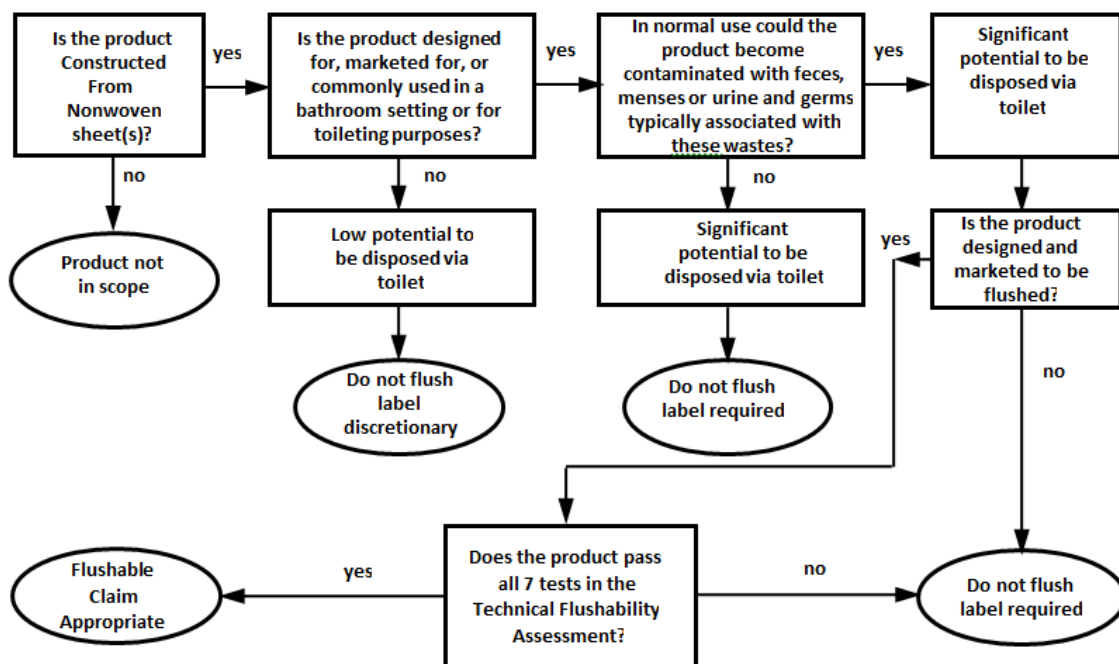 Is the product
Constructed
From
Nonwoven
sheet(s)?
yes
no
Product not
in scope
Is the product designed
for, marketed for, or
commonly used in a
bathroom setting or for
toileting purposes?
yes
no
Low potential to
be disposed via
toilet
Do not flush
label
discretionary
In normal use could the
product become
contaminated with feces,
menses or urine and germs
typically associated with
these wastes?
yes
no
Significant
potential to be
disposed via toilet
Do not flush
label required
Significant
potential to be
disposed via
toilet
Is the product
designed and
marketed to be
flushed?
yes
no
Does the product pass
all 7 tests in the
Technical Flushability
Assessment?
yes
Flushable
Claim
Appropriate
no
Do not flush
label required